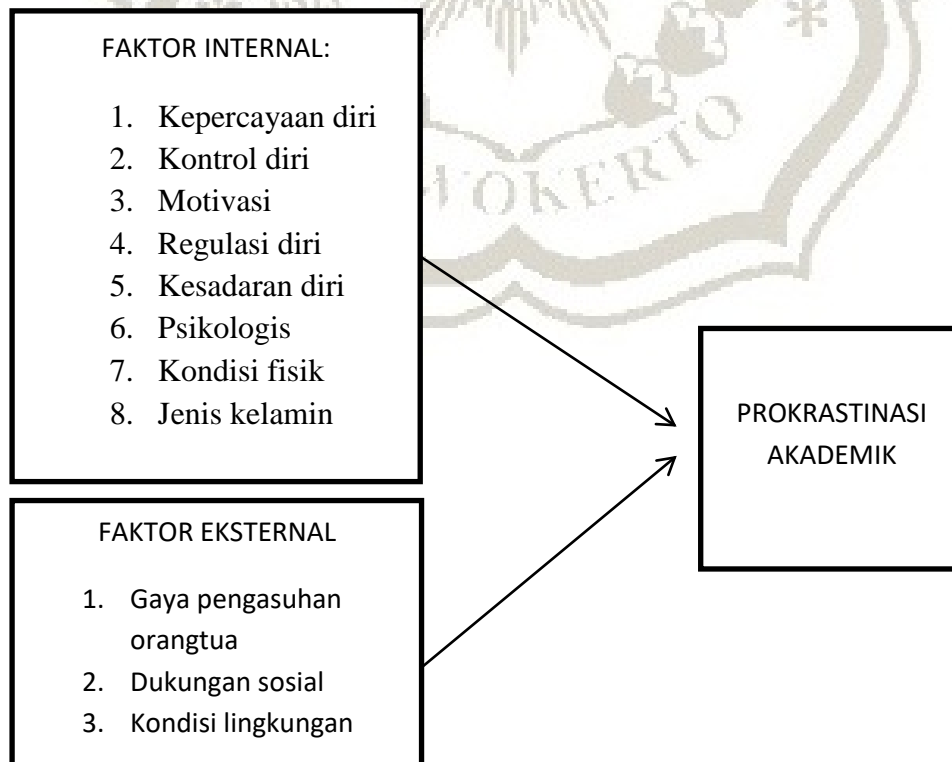 FAKTOR INTERNAL:
1. Kepercayaan diri
2. Kontrol diri
3. Motivasi
4. Regulasi diri
5. Kesadaran diri
6. Psikologis
7. Kondisi fisik
8. Jenis kelamin
PROKRASTINASI
AKADEMIK
FAKTOR EKSTERNAL
1. Gaya pengasuhan
orangtua
2. Dukungan sosial
3. Kondisi lingkungan